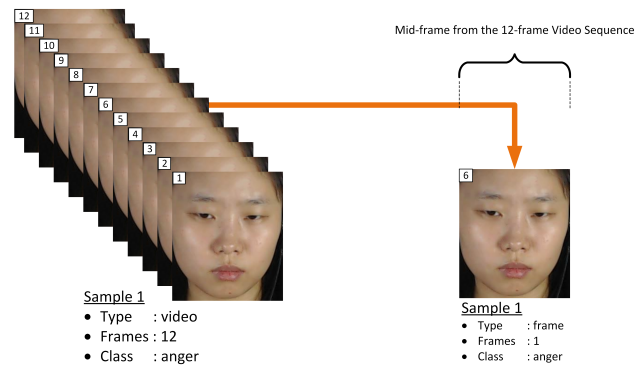 Mid-frame from the 12-frame Video Sequence
12
11
10
9
8
7
6
5
4
3
2
1
6
Sample 1
• Type : video
• Frames : 12
• Class : anger
Sample 1
• Type : frame
• Frames : 1
• Class : anger